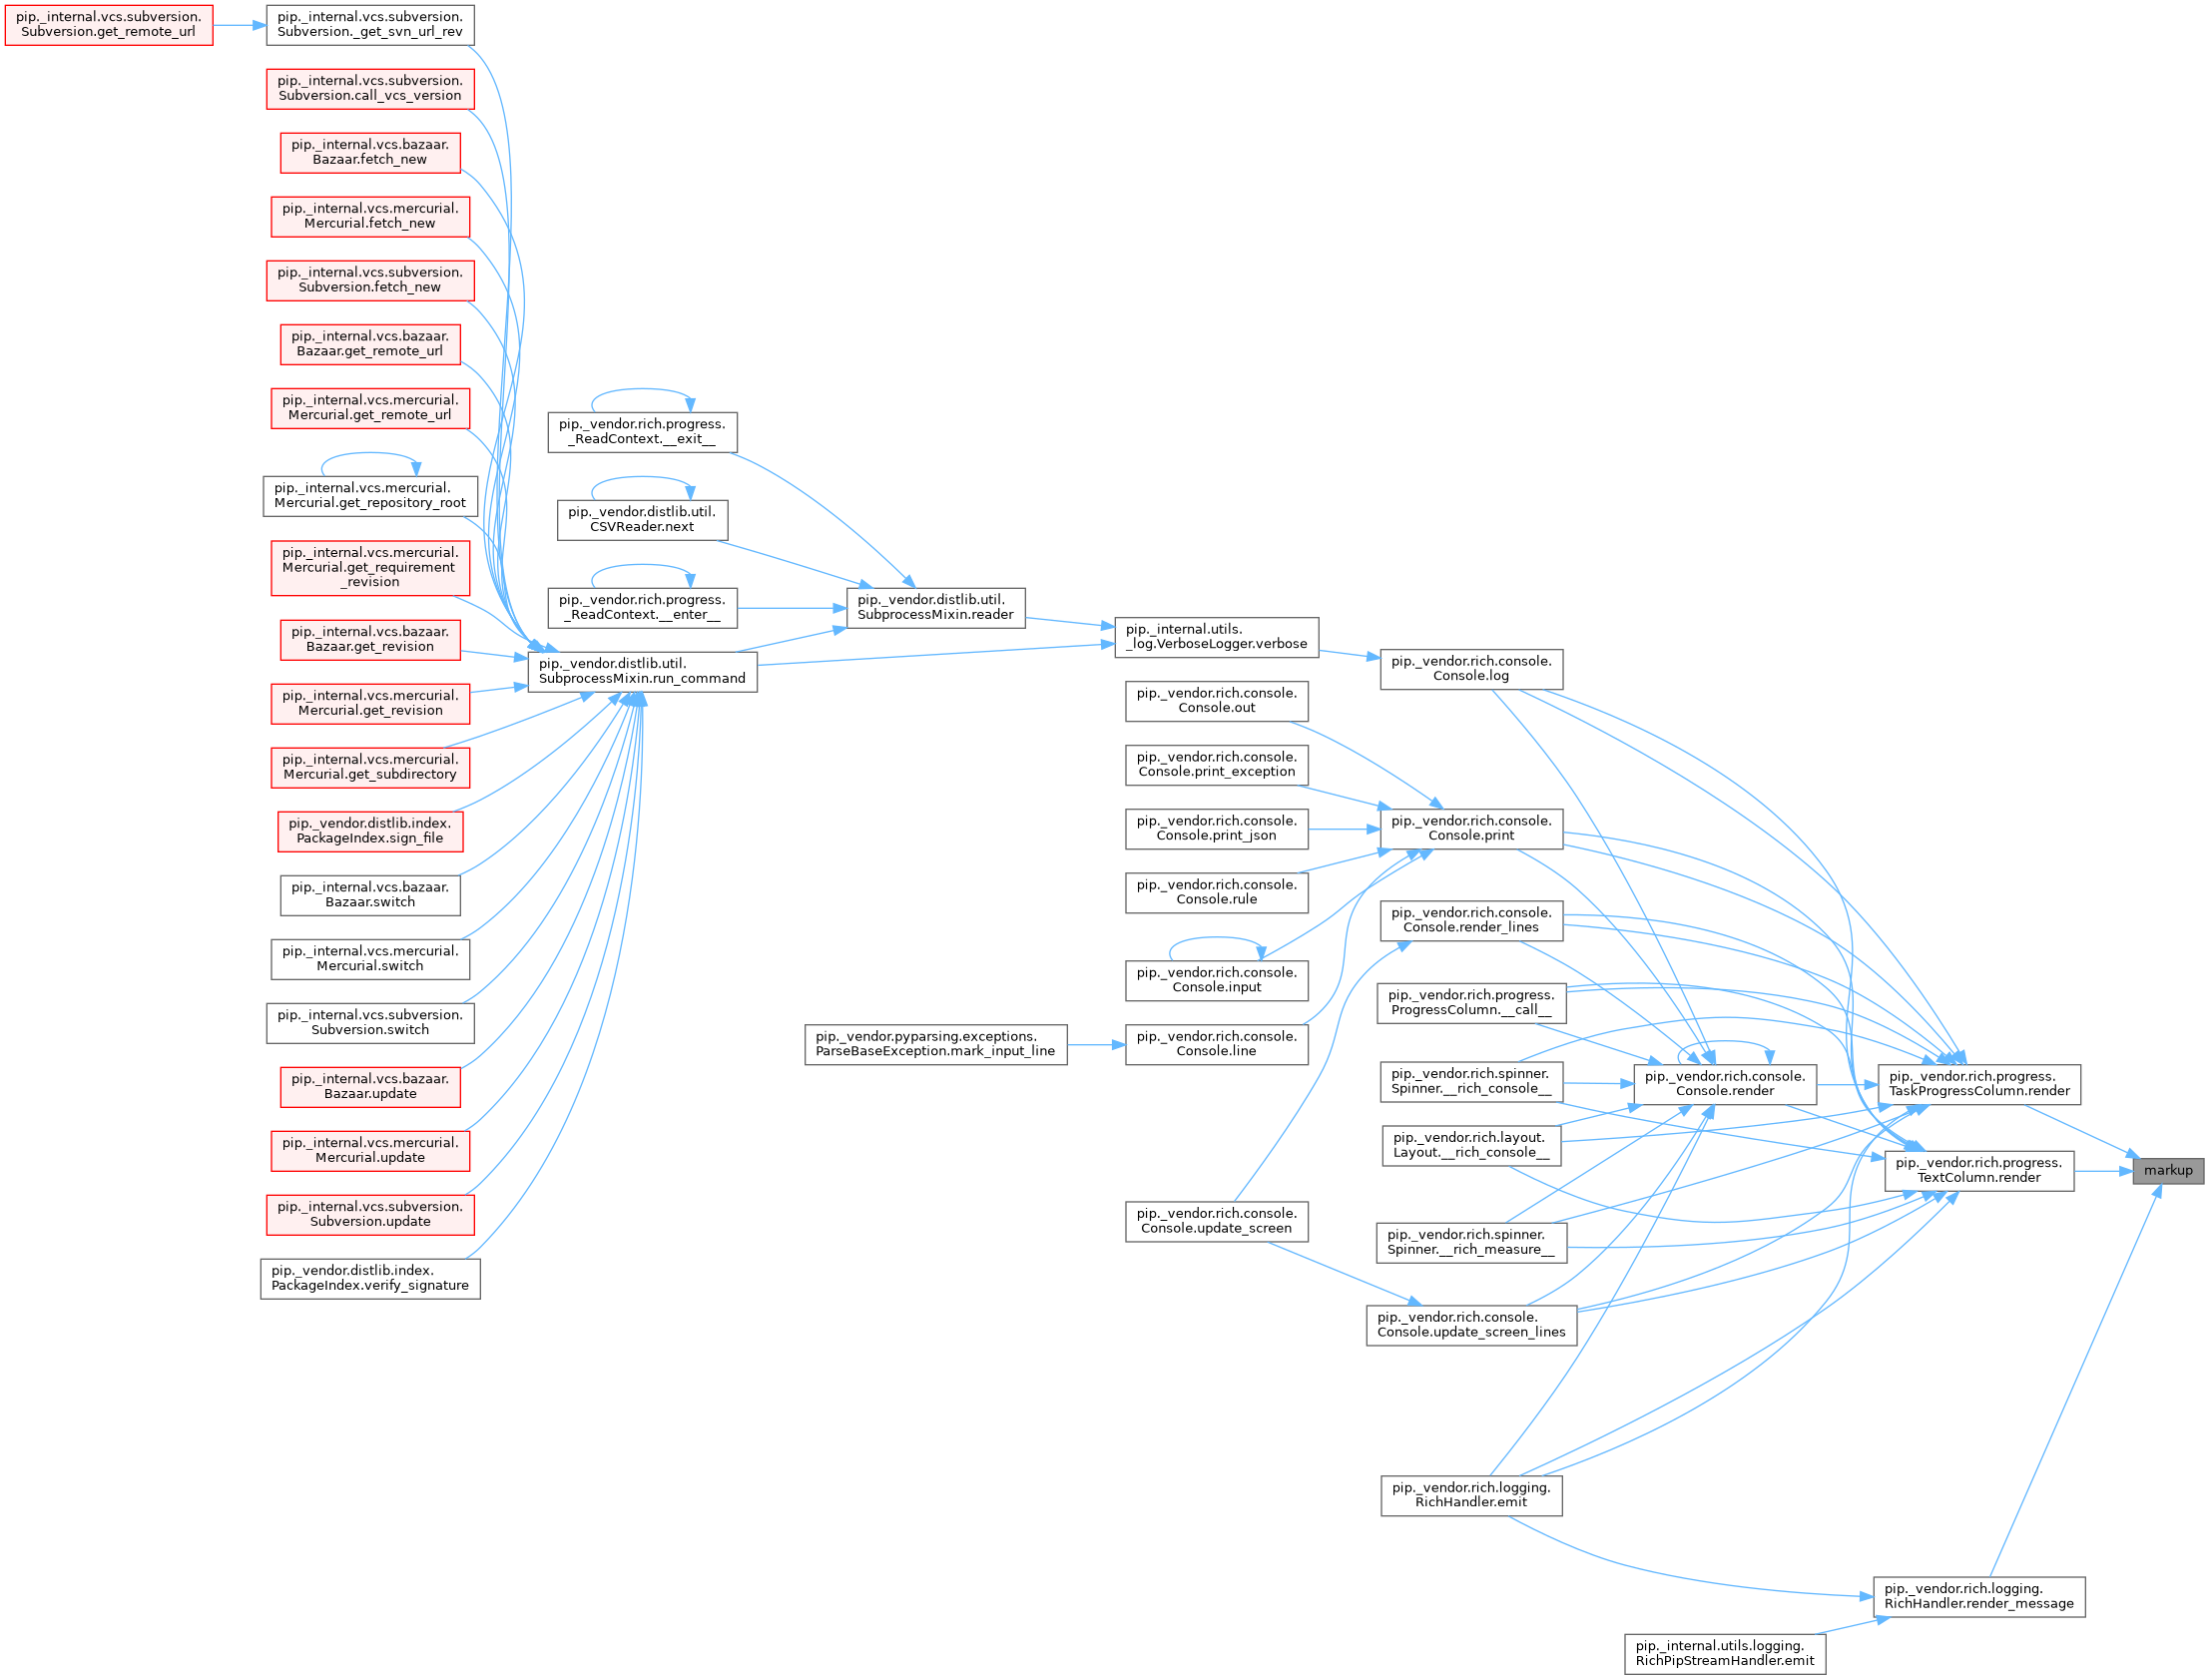 pip._internal.vcs.subversion.
Subversion.get_remote_url
pip._internal.vcs.subversion.
Subversion._get_svn_url_rev
pip._internal.vcs.subversion.
Subversion.call_vcs_version
pip._internal.vcs.bazaar.
Bazaar.fetch_new
pip._internal.vcs.mercurial.
Mercurial.fetch_new
pip._internal.vcs.subversion.
Subversion.fetch_new
pip._internal.vcs.bazaar.
Bazaar.get_remote_url
pip._internal.vcs.mercurial.
Mercurial.get_remote_url
pip._internal.vcs.mercurial.
Mercurial.get_repository_root
pip._internal.vcs.mercurial.
Mercurial.get_requirement
_revision
pip._internal.vcs.bazaar.
Bazaar.get_revision
pip._internal.vcs.mercurial.
Mercurial.get_revision
pip._internal.vcs.mercurial.
Mercurial.get_subdirectory
pip._vendor.distlib.index.
PackageIndex.sign_file
pip._internal.vcs.bazaar.
Bazaar.switch
pip._internal.vcs.mercurial.
Mercurial.switch
pip._internal.vcs.subversion.
Subversion.switch
pip._internal.vcs.bazaar.
Bazaar.update
pip._internal.vcs.mercurial.
Mercurial.update
pip._internal.vcs.subversion.
Subversion.update
pip._vendor.distlib.index.
PackageIndex.verify_signature
pip._vendor.rich.progress.
_ReadContext.__exit__
pip._vendor.distlib.util.
CSVReader.next
pip._vendor.rich.progress.
_ReadContext.__enter__
pip._vendor.distlib.util.
SubprocessMixin.run_command
pip._vendor.distlib.util.
SubprocessMixin.reader
pip._vendor.pyparsing.exceptions.
ParseBaseException.mark_input_line
pip._internal.utils.
_log.VerboseLogger.verbose
pip._vendor.rich.console.
Console.out
pip._vendor.rich.console.
Console.print_exception
pip._vendor.rich.console.
Console.print_json
pip._vendor.rich.console.
Console.rule
pip._vendor.rich.console.
Console.input
pip._vendor.rich.console.
Console.line
pip._vendor.rich.console.
Console.update_screen
pip._vendor.rich.console.
Console.log
pip._vendor.rich.console.
Console.print
pip._vendor.rich.console.
Console.render_lines
pip._vendor.rich.progress.
ProgressColumn.__call__
pip._vendor.rich.spinner.
Spinner.__rich_console__
pip._vendor.rich.layout.
Layout.__rich_console__
pip._vendor.rich.spinner.
Spinner.__rich_measure__
pip._vendor.rich.console.
Console.update_screen_lines
pip._vendor.rich.logging.
RichHandler.emit
pip._vendor.rich.console.
Console.render
pip._internal.utils.logging.
RichPipStreamHandler.emit
pip._vendor.rich.progress.
TaskProgressColumn.render
pip._vendor.rich.progress.
TextColumn.render
pip._vendor.rich.logging.
RichHandler.render_message
markup